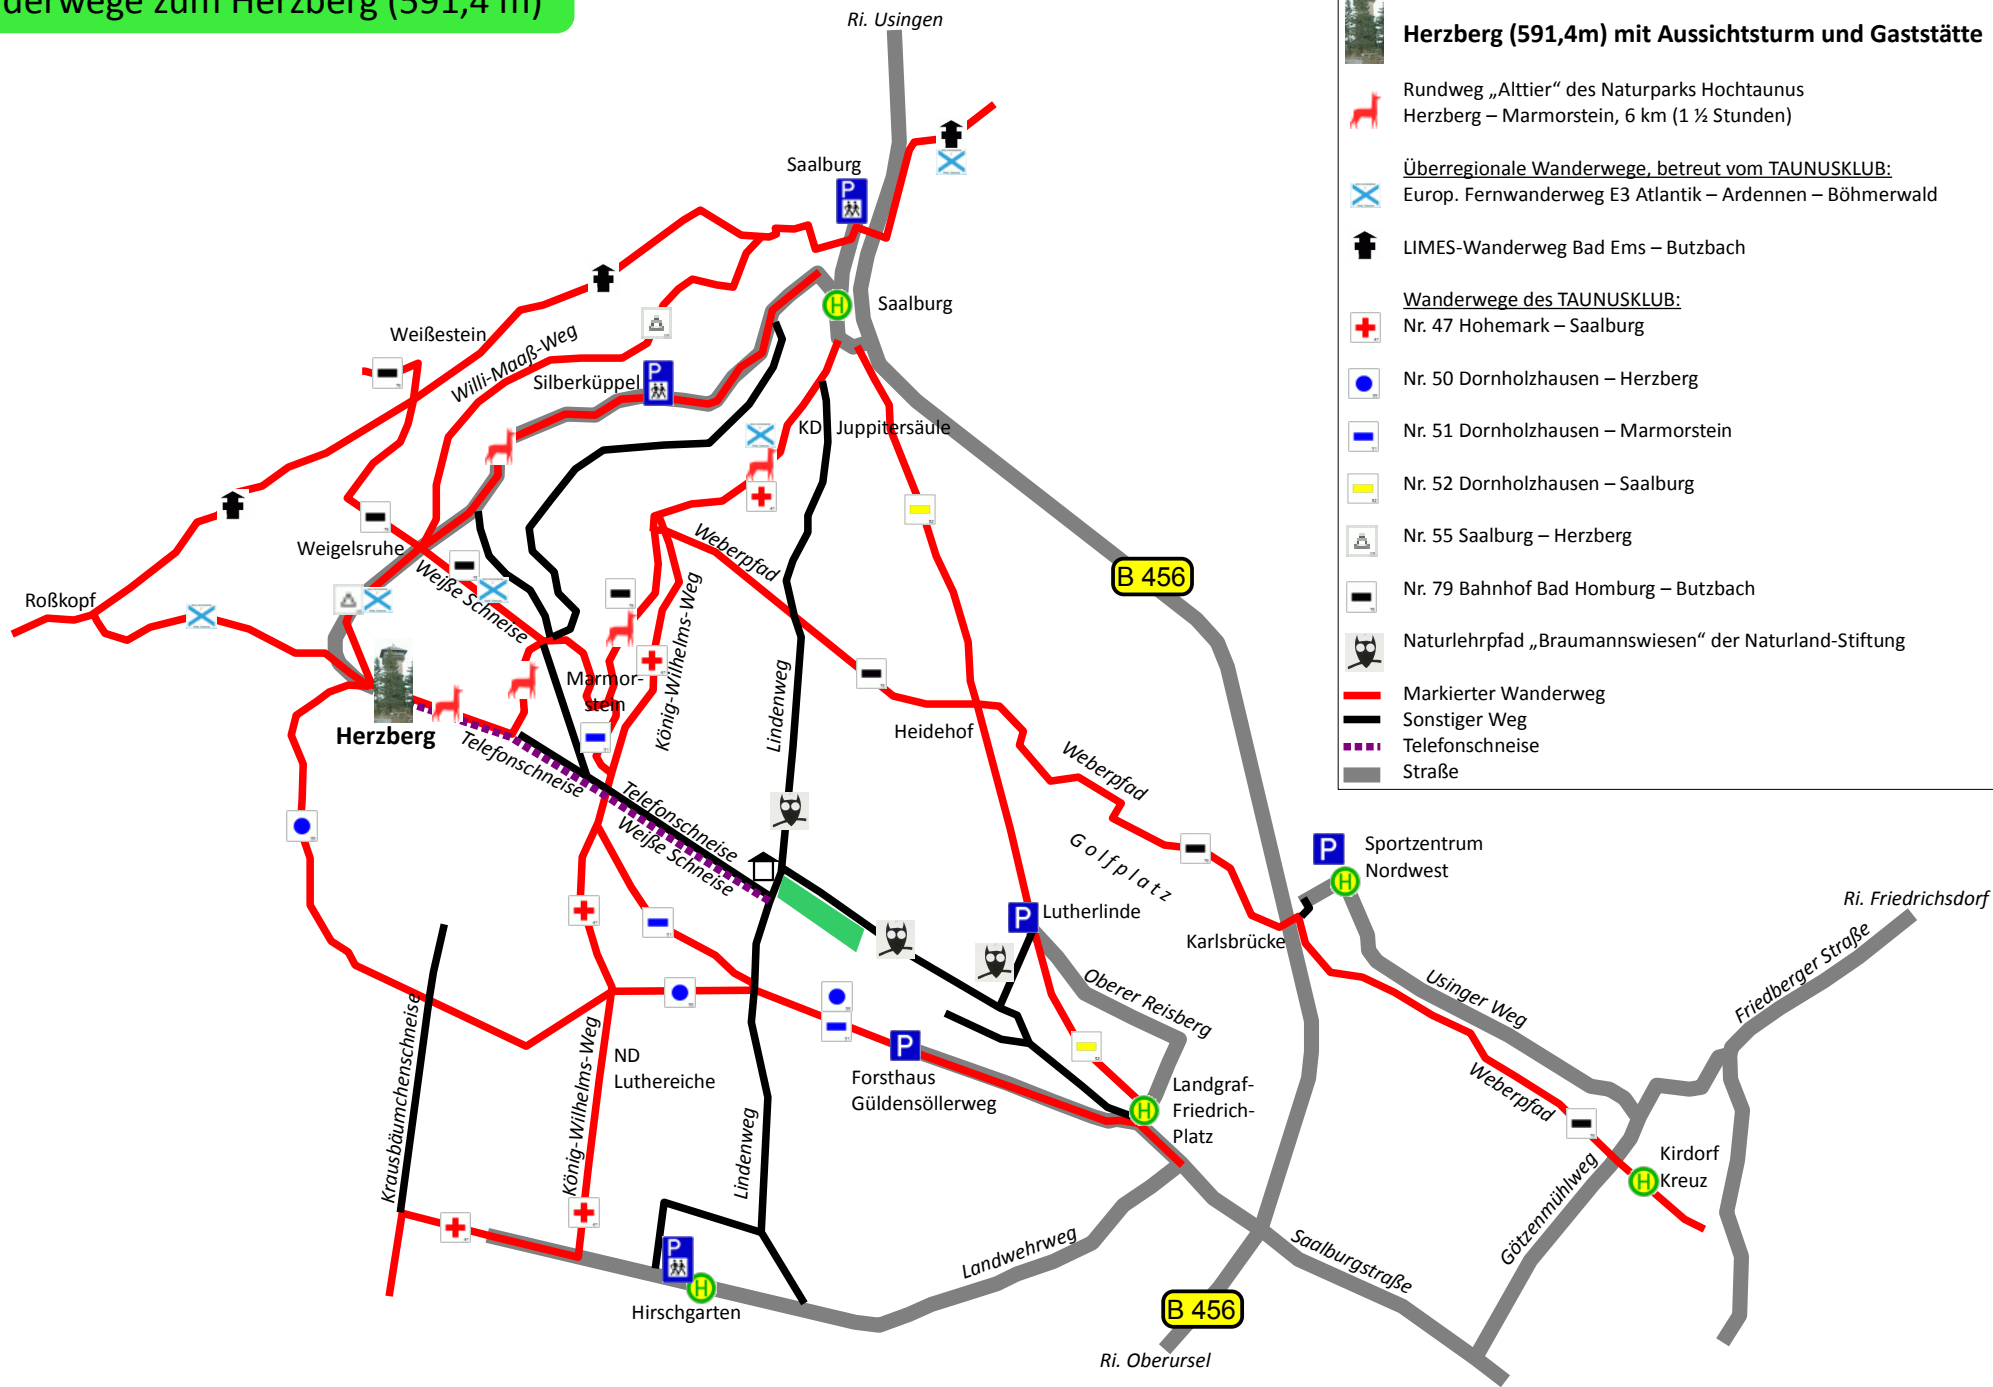 derwege zum Herzberg (591,4 m)
Ri. Usingen
Saalburg
P
H
Saalburg
Weißestein
Willi-Maaß-Weg
Silberküppel
P
KD Juppitersäule
Weigelsruhe
Weiße Schneise
Weberpfad
B 456
Roßkopf
König-Wilhelms-Weg
Marmor-
stein
Lindenweg
Herzberg
Telefonschneise
Heidehof
Weberpfad
Telefonschneise
Weiße Schneise
Golfplatz
P
Sportzentrum
Nordwest
H
P
Lutherlinde
Karlsbrücke
Ri. Friedrichsdorf
Friedberger Straße
Usinger Weg
Oberer Reisberg
Krausbäumchenschneise
König-Wilhelms-Weg
ND
Luthereiche
P
Forsthaus
Güldensöllerweg
H
Landgraf-
Friedrich-
Platz
Weberpfad
Lindenweg
Götzenmühlweg
H
Kirdorf
Kreuz
Landwehrweg
Saalburgstraße
P
H
Hirschgarten
B 456
Ri. Oberursel
Herzberg (591,4m) mit Aussichtsturm und Gaststätte
Rundweg „Alttier“ des Naturparks Hochtaunus
Herzberg – Marmorstein, 6 km (1 ½ Stunden)
Überregionale Wanderwege, betreut vom TAUNUSKLUB:
Europ. Fernwanderweg E3 Atlantik – Ardennen – Böhmerwald
LIMES-Wanderweg Bad Ems – Butzbach
Wanderwege des TAUNUSKLUB:
Nr. 47 Hohemark – Saalburg
Nr. 50 Dornholzhausen – Herzberg
Nr. 51 Dornholzhausen – Marmorstein
Nr. 52 Dornholzhausen – Saalburg
Nr. 55 Saalburg – Herzberg
Nr. 79 Bahnhof Bad Homburg – Butzbach
Naturlehrpfad „Braumannswiesen“ der Naturland-Stiftung
Markierter Wanderweg
Sonstiger Weg
Telefonschneise
Straße